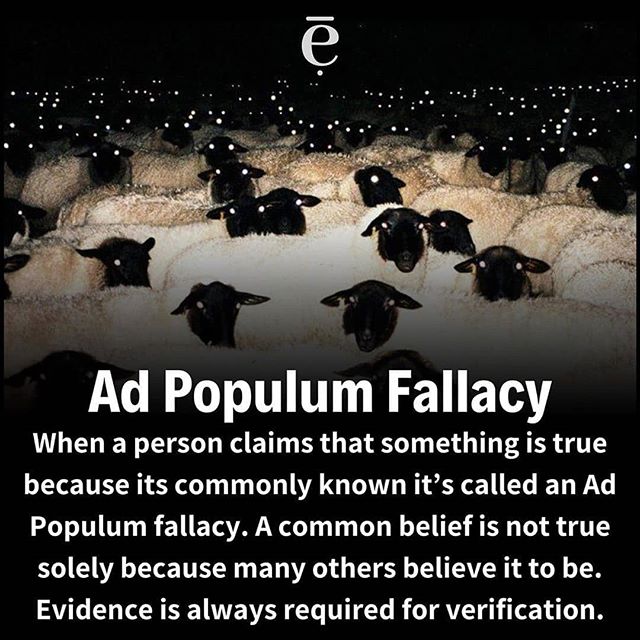 ẹ̄
Ad Populum Fallacy
When a person claims that something is true
because its commonly known it’s called an Ad
Populum fallacy. A common belief is not true
solely because many others believe it to be.
Evidence is always required for verification.